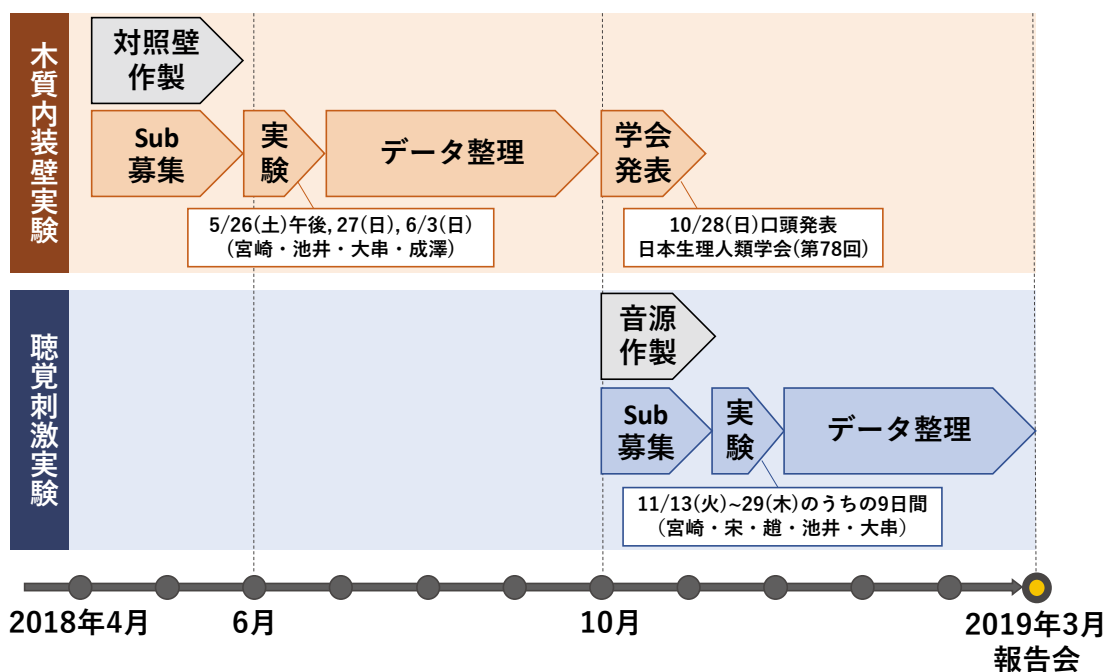 木質内装壁実験
対照壁
作製
Sub
募集
実
験
データ整理
学会
発表
5/26(土)午後, 27(日), 6/3(日)
(宮崎・池井・大串・成澤)
10/28(日)口頭発表
日本生理人類学会(第78回)
聴覚刺激実験
音源
作製
Sub
募集
実
験
データ整理
11/13(火)~29(木)のうちの9日間
(宮崎・宋・趙・池井・大串)
2018年4月
6月
10月
2019年3月
報告会